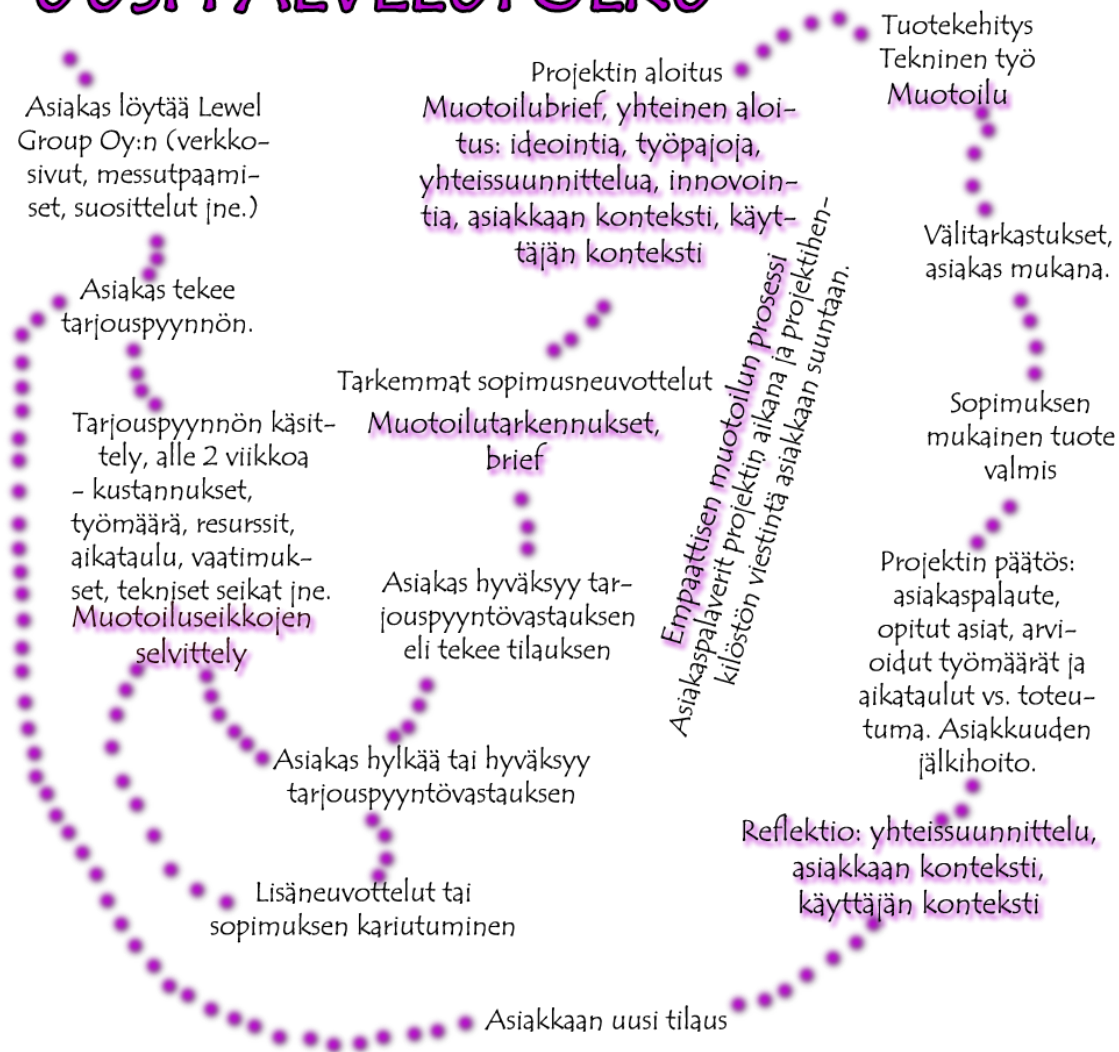 UUSI PALVELUPOLKU
Asiakas löytää Lewel
Group Oy:n (verkko-
sivut, messutpaami-
set, suosittelut jne.)
Asiakas tekee
tarjouspyynnön.
Tarjouspyynnön käsit-
tely, alle 2 viikkoa
- kustannukset,
työmäärä, resurssit,
aikataulu, vaatimuk-
set, tekniset seikat jne.
Muotoiluseikkojen
selvittely
Lisäneuvottelut tai
sopimuksen kariutuminen
Asiakas hylkää tai hyväksyy
tarjouspyyntövastauksen
Asiakas hyväksyy tar-
jouspyyntövastauksen
eli tekee tilauksen
Tarkemmat sopimusneuvottelut
Muotoilutarkennukset,
brief
Projektin aloitus
Muotoilubrief, yhteinen aloi-
tus: ideointia, työpajoja,
yhteissuunnittelua, innovoin-
tia, asiakkaan konteksti, käyt-
täjän konteksti
Empaattisen muotoilun prosessi
Asiakaspalaverit projektin aikana ja projektihen-
kilöstön viestintä asiakkaan suuntaan.
Tuotekehitys
Tekninen työ
Muotoilu
Välitarkastukset,
asiakas mukana.
Sopimuksen
mukainen tuote
valmis
Projektin päätös:
asiakaspalaute,
opitut asiat, arvi-
oidut työmäärät ja
aikataulut vs. toteu-
tuma. Asiakkuuden
jälkihoito.
Reflektio: yhteissuunnittelu,
asiakkaan konteksti,
käyttäjän konteksti
Asiakkaan uusi tilaus